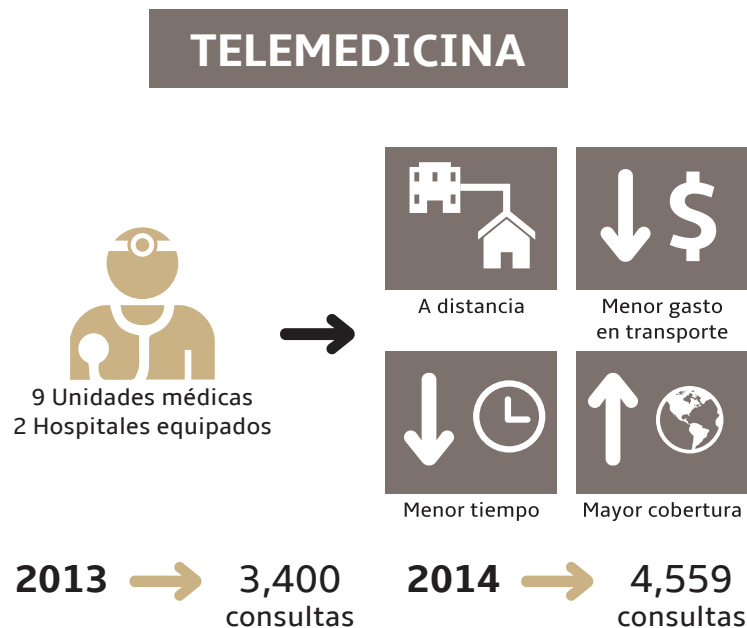 TELEMEDICINA
9 Unidades médicas
2 Hospitales equipados
$
A distancia
Menor gasto
en transporte
Menor tiempo
Mayor cobertura
2013
3,400
consultas
2014
4,559
consultas